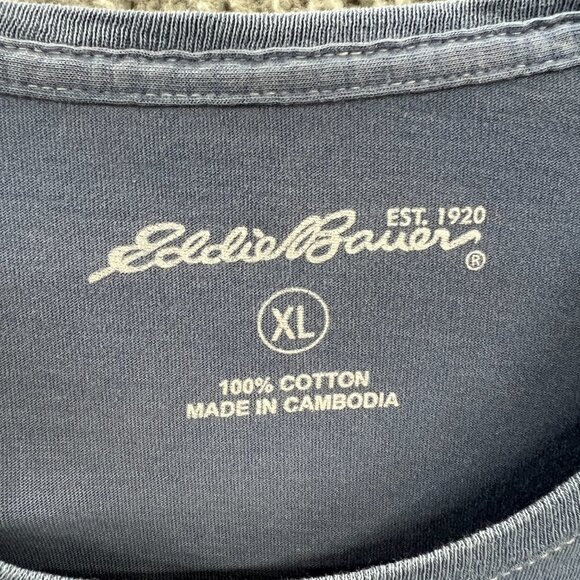 EST. 1920
Eddie Bauer ®
XL
100% COTTON
MADE IN CAMBODIA